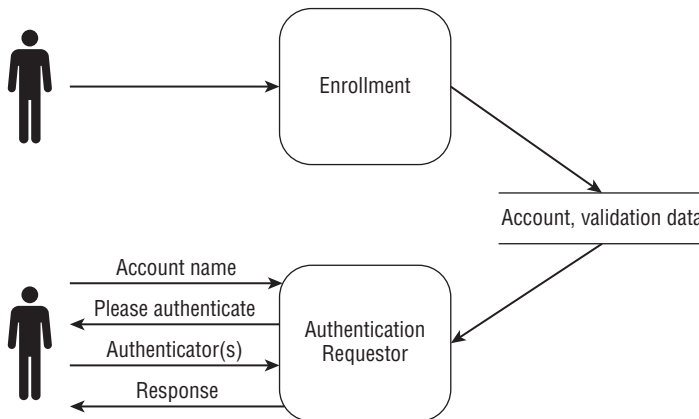 Enrollment
Account, validation data
Account name
Please authenticate
Authenticator(s)
Response
Authentication
Requestor